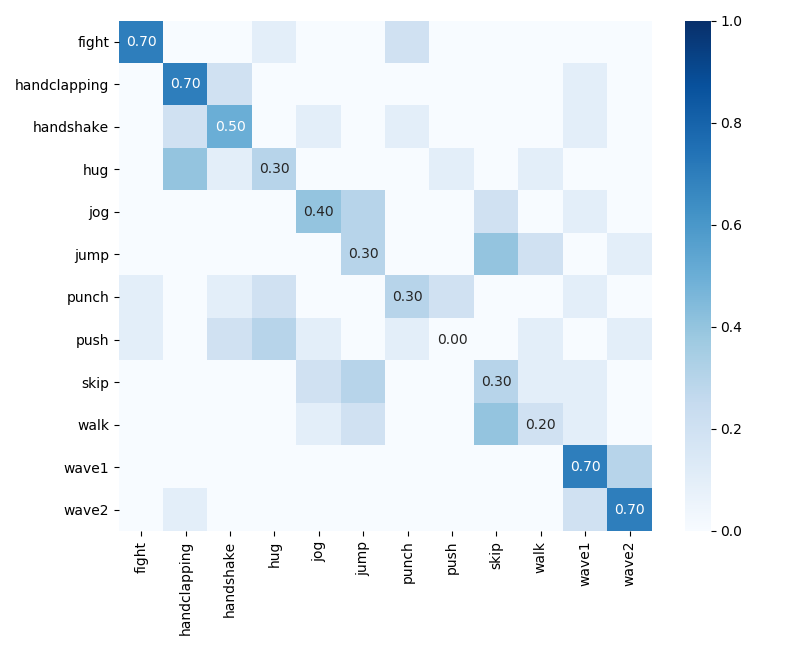 fight
handclapping
handshake
hug
jog
jump
punch
push
skip
walk
wave1
wave2
0.70
0.70
0.50
0.30
0.40
0.30
0.30
0.00
0.30
0.20
0.70
0.70
fight
handclapping
handshake
hug
jog
jump
punch
push
skip
walk
wave1
wave2
1.0
0.8
0.6
0.4
0.2
0.0